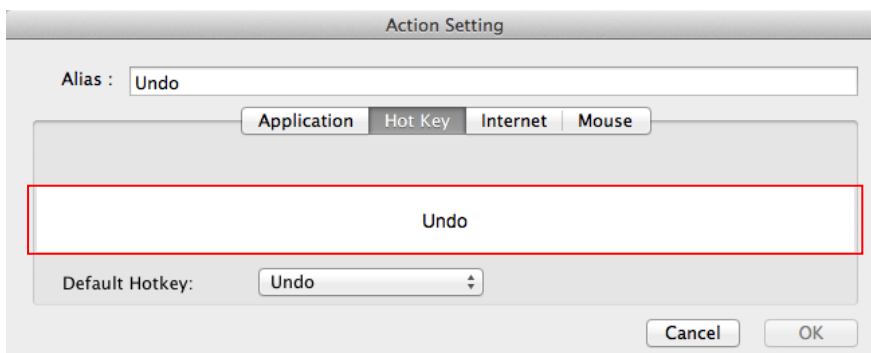 Action Setting
Alias : Undo
Application Hot Key Internet Mouse
Undo
Default Hotkey: Undo
Cancel OK